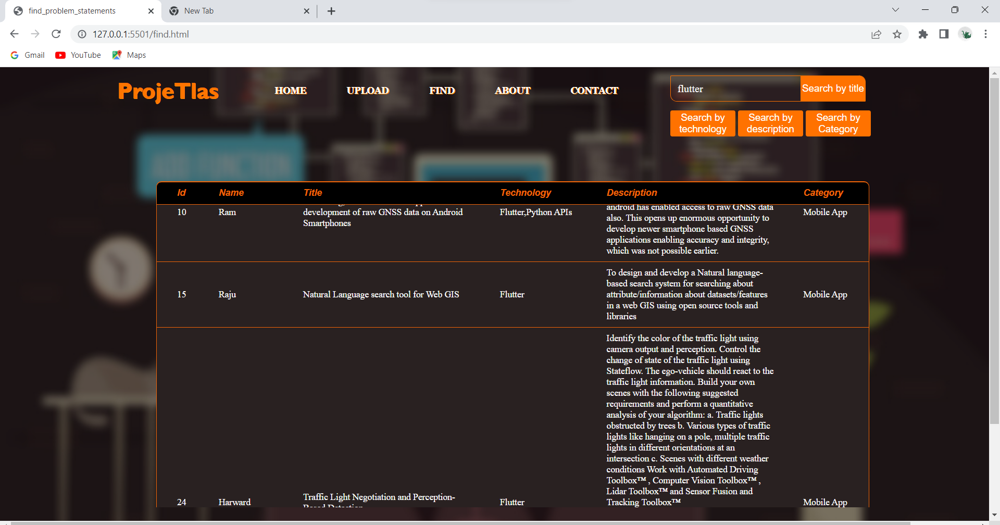 find_problem_statements
New Tab
127.0.0.1:5501/find.html
Gmail
YouTube
Maps
ProjeTlas
HOME
UPLOAD
FIND
ABOUT
CONTACT
flutter
Search by title
Search by
technology
Search by
description
Search by
Category
ADD FUNCTION
Id
Name
Title
Technology
Description
Category
10
Ram
development of raw GNSS data on Android
Smartphones
Flutter,Python APIs
android has enabled access to raw GNSS data
also. This opens up enormous opportunity to
develop newer smartphone based GNSS
applications enabling accuracy and integrity,
which was not possible earlier.
Mobile App
15
Raju
Natural Language search tool for Web GIS
Flutter
To design and develop a Natural language-
based search system for searching about
attribute/information about datasets/features
in a web GIS using open source tools and
libraries
Mobile App
24
Harward
Traffic Light Negotiation and Perception-
Based Detection
Flutter
Identify the color of the traffic light using
camera output and perception. Control the
change of state of the traffic light using
Stateflow. The ego-vehicle should react to the
traffic light information. Build your own
scenes with the following suggested
requirements and perform a quantitative
analysis of your algorithm: a. Traffic lights
obstructed by trees b. Various types of traffic
lights like hanging on a pole, multiple traffic
lights in different orientations at an
intersection c. Scenes with different weather
conditions Work with Automated Driving
Toolbox™ , Computer Vision Toolbox™ ,
Lidar Toolbox™ and Sensor Fusion and
Tracking Toolbox™
Mobile App